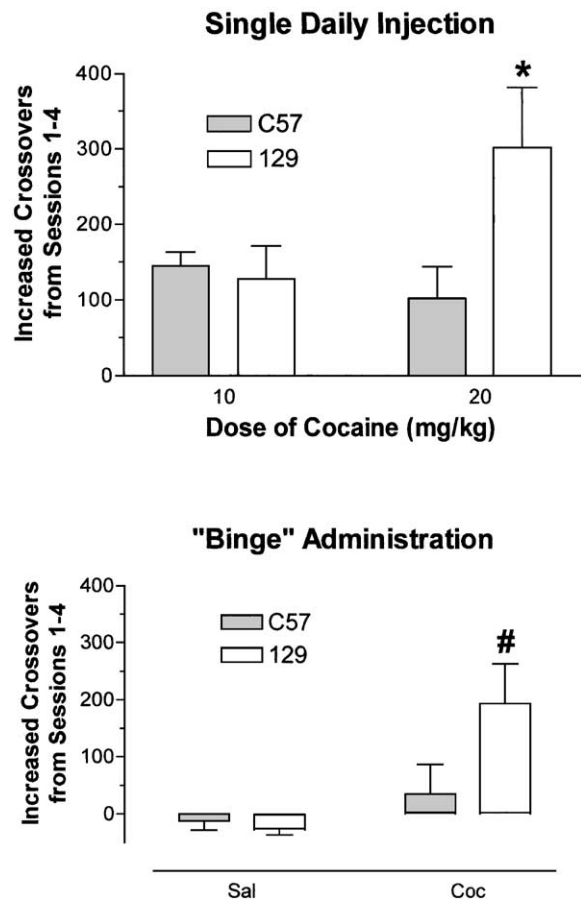 Single Daily Injection
Increased Crossovers
from Sessions 1-4
400
300
200
100
0
C57
129
*
10
20
Dose of Cocaine (mg/kg)
"Binge" Administration
Increased Crossovers
from Sessions 1-4
400
300
200
100
0
C57
129
#
Sal
Coc